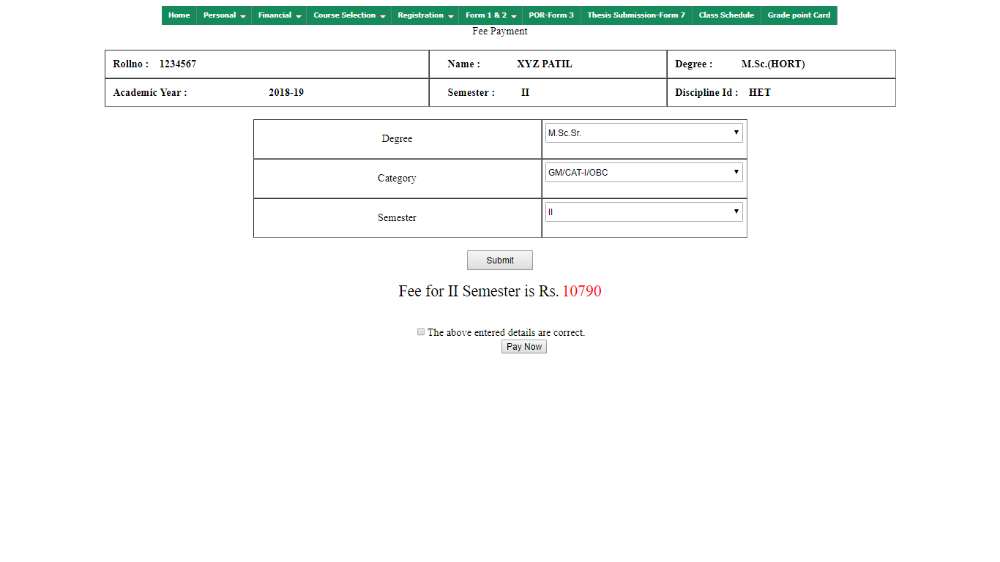 Home Personal Financial Course Selection Registration Form 1 & 2 POR-Form 3 Thesis Submission-Form 7 Class Schedule Grade point Card
Fee Payment
Rollno : 1234567 Name : XYZ PATIL Degree : M.Sc.(HORT)
Academic Year : 2018-19 Semester : II Discipline Id : HET
Degree M.Sc.Sr.
Category GM/CAT-I/OBC
Semester II
Submit
Fee for II Semester is Rs. 10790
The above entered details are correct.
Pay Now